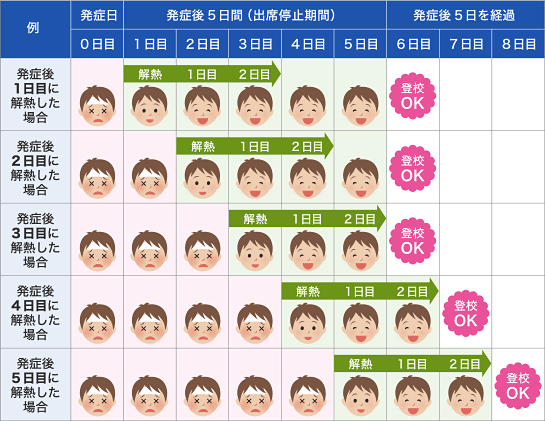 例
発症日
発症後5日間(出席停止期間)
発症後5日を経過
0日目
1日目
2日目
3日目
4日目
5日目
6日目
7日目
8日目
発症後
1日目に
解熱した
場合
解熱
1日目
2日目
登校
OK
発症後
2日目に
解熱した
場合
解熱
1日目
2日目
登校
OK
発症後
3日目に
解熱した
場合
解熱
1日目
2日目
登校
OK
発症後
4日目に
解熱した
場合
解熱
1日目
2日目
登校
OK
発症後
5日目に
解熱した
場合
解熱
1日目
2日目
登校
OK